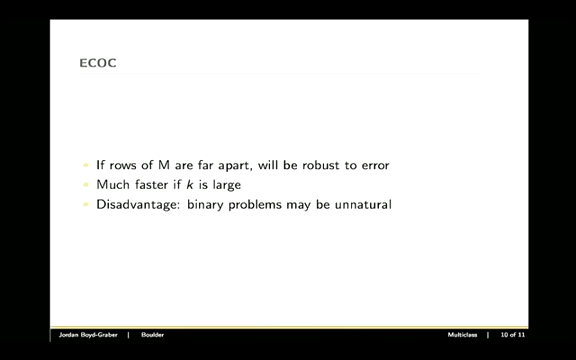 ECOC
If rows of M are far apart, will be robust to error
Much faster if k is large
Disadvantage: binary problems may be unnatural
Jordan Boyd-Graber | Boulder Multiclass | 10 of 11